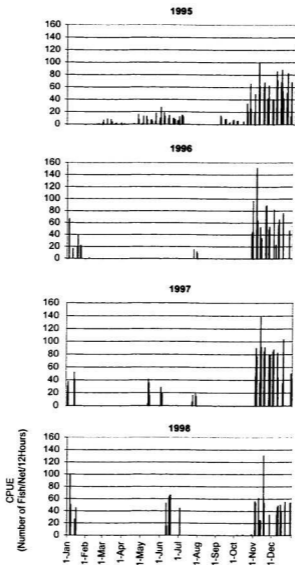 1995
160
140
120
100
80
60
40
20
0
1996
160
140
120
100
80
60
40
20
0
1997
160
140
120
100
80
60
40
20
0
1998
160
140
120
100
80
60
40
20
0
CPUE
(Number of Fish/Net/12Hours)
1-Jan
1-Feb
1-Mar
1-Apr
1-May
1-Jun
1-Jul
1-Aug
1-Sep
1-Oct
1-Nov
1-Dec